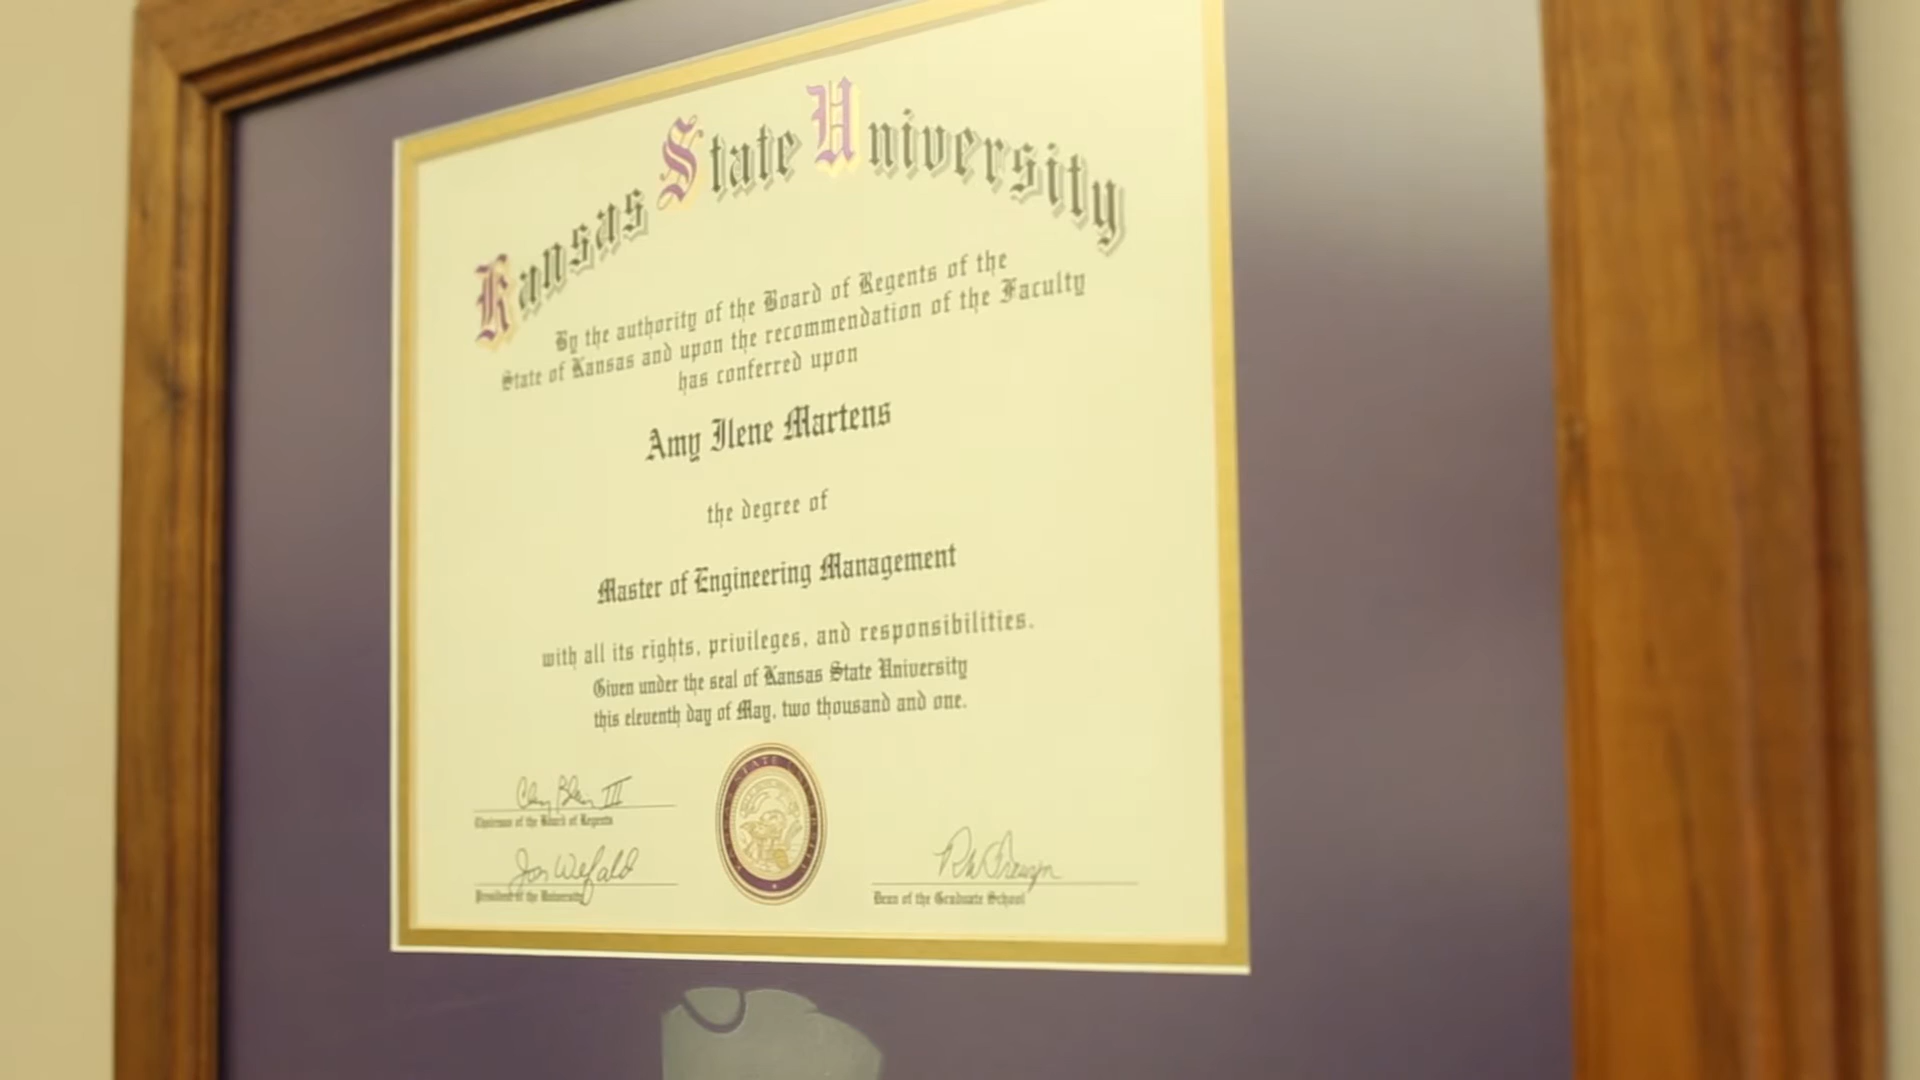 Kansas State University
By the authority of the Board of Regents of the
State of Kansas and upon the recommendation of the Faculty
has conferred upon
Amy Ilene Martens
the degree of
Master of Engineering Management
with all its rights, privileges, and responsibilities.
Given under the seal of Kansas State University
this eleventh day of May, two thousand and one.
Chairman of the Board of Regents
Jon Wefald
President of the University
Dean of the Graduate School